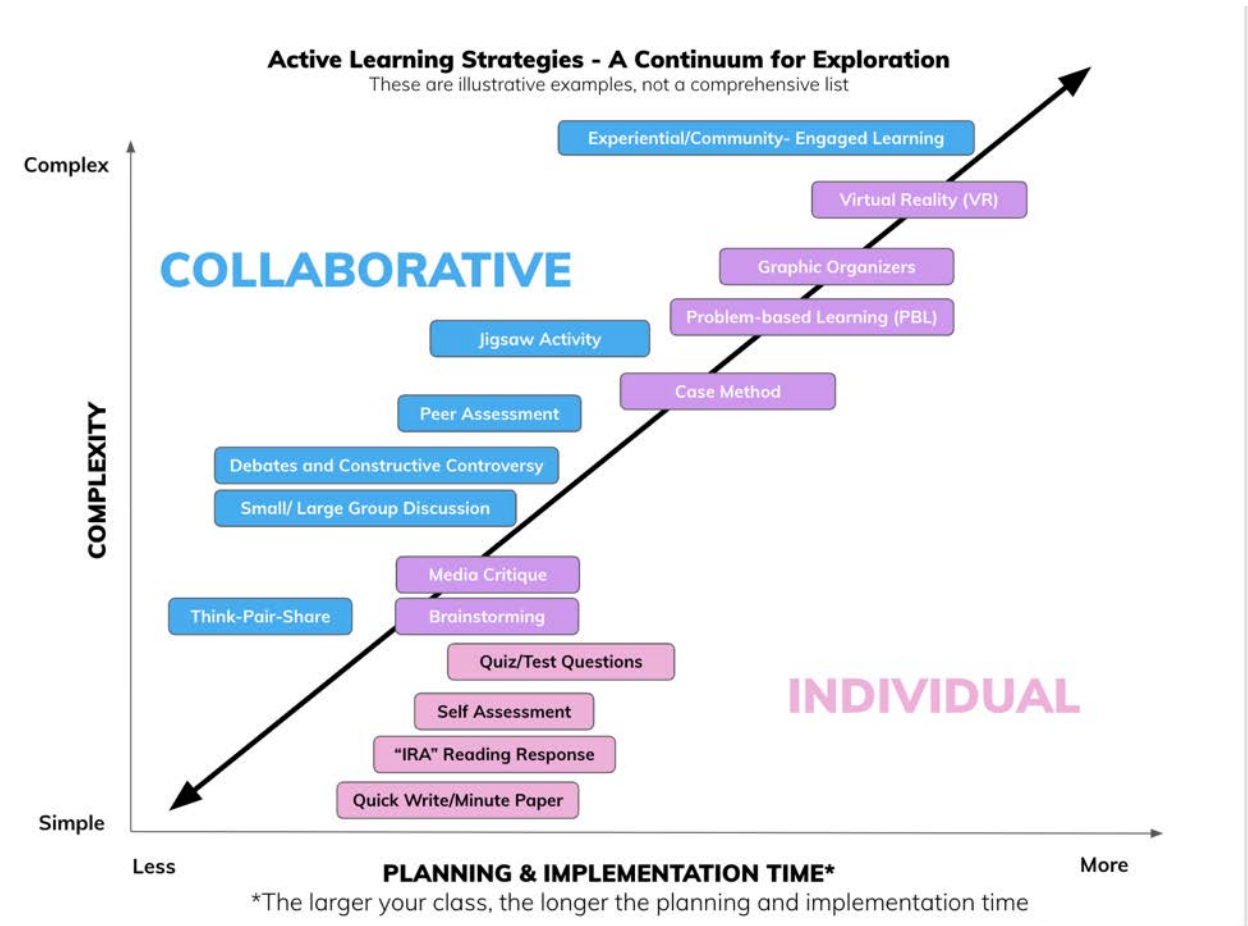 Active Learning Strategies - A Continuum for Exploration
These are illustrative examples, not a comprehensive list
Experiential/Community- Engaged Learning
Complex
Virtual Reality (VR)
COLLABORATIVE
Graphic Organizers
Problem-based Learning (PBL)
Jigsaw Activity
Case Method
Peer Assessment
COMPLEXITY
Debates and Constructive Controversy
Small/ Large Group Discussion
Media Critique
Think-Pair-Share
Brainstorming
Quiz/Test Questions
INDIVIDUAL
Self Assessment
“IRA” Reading Response
Quick Write/Minute Paper
Simple
Less
PLANNING & IMPLEMENTATION TIME*
More
*The larger your class, the longer the planning and implementation time